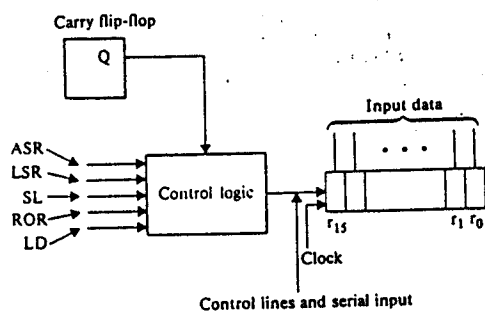 Carry flip-flop
Q
Input data
ASR
LSR
SL
ROR
LD
Control logic
• • •
r15
r1 r0
Clock
Control lines and serial input